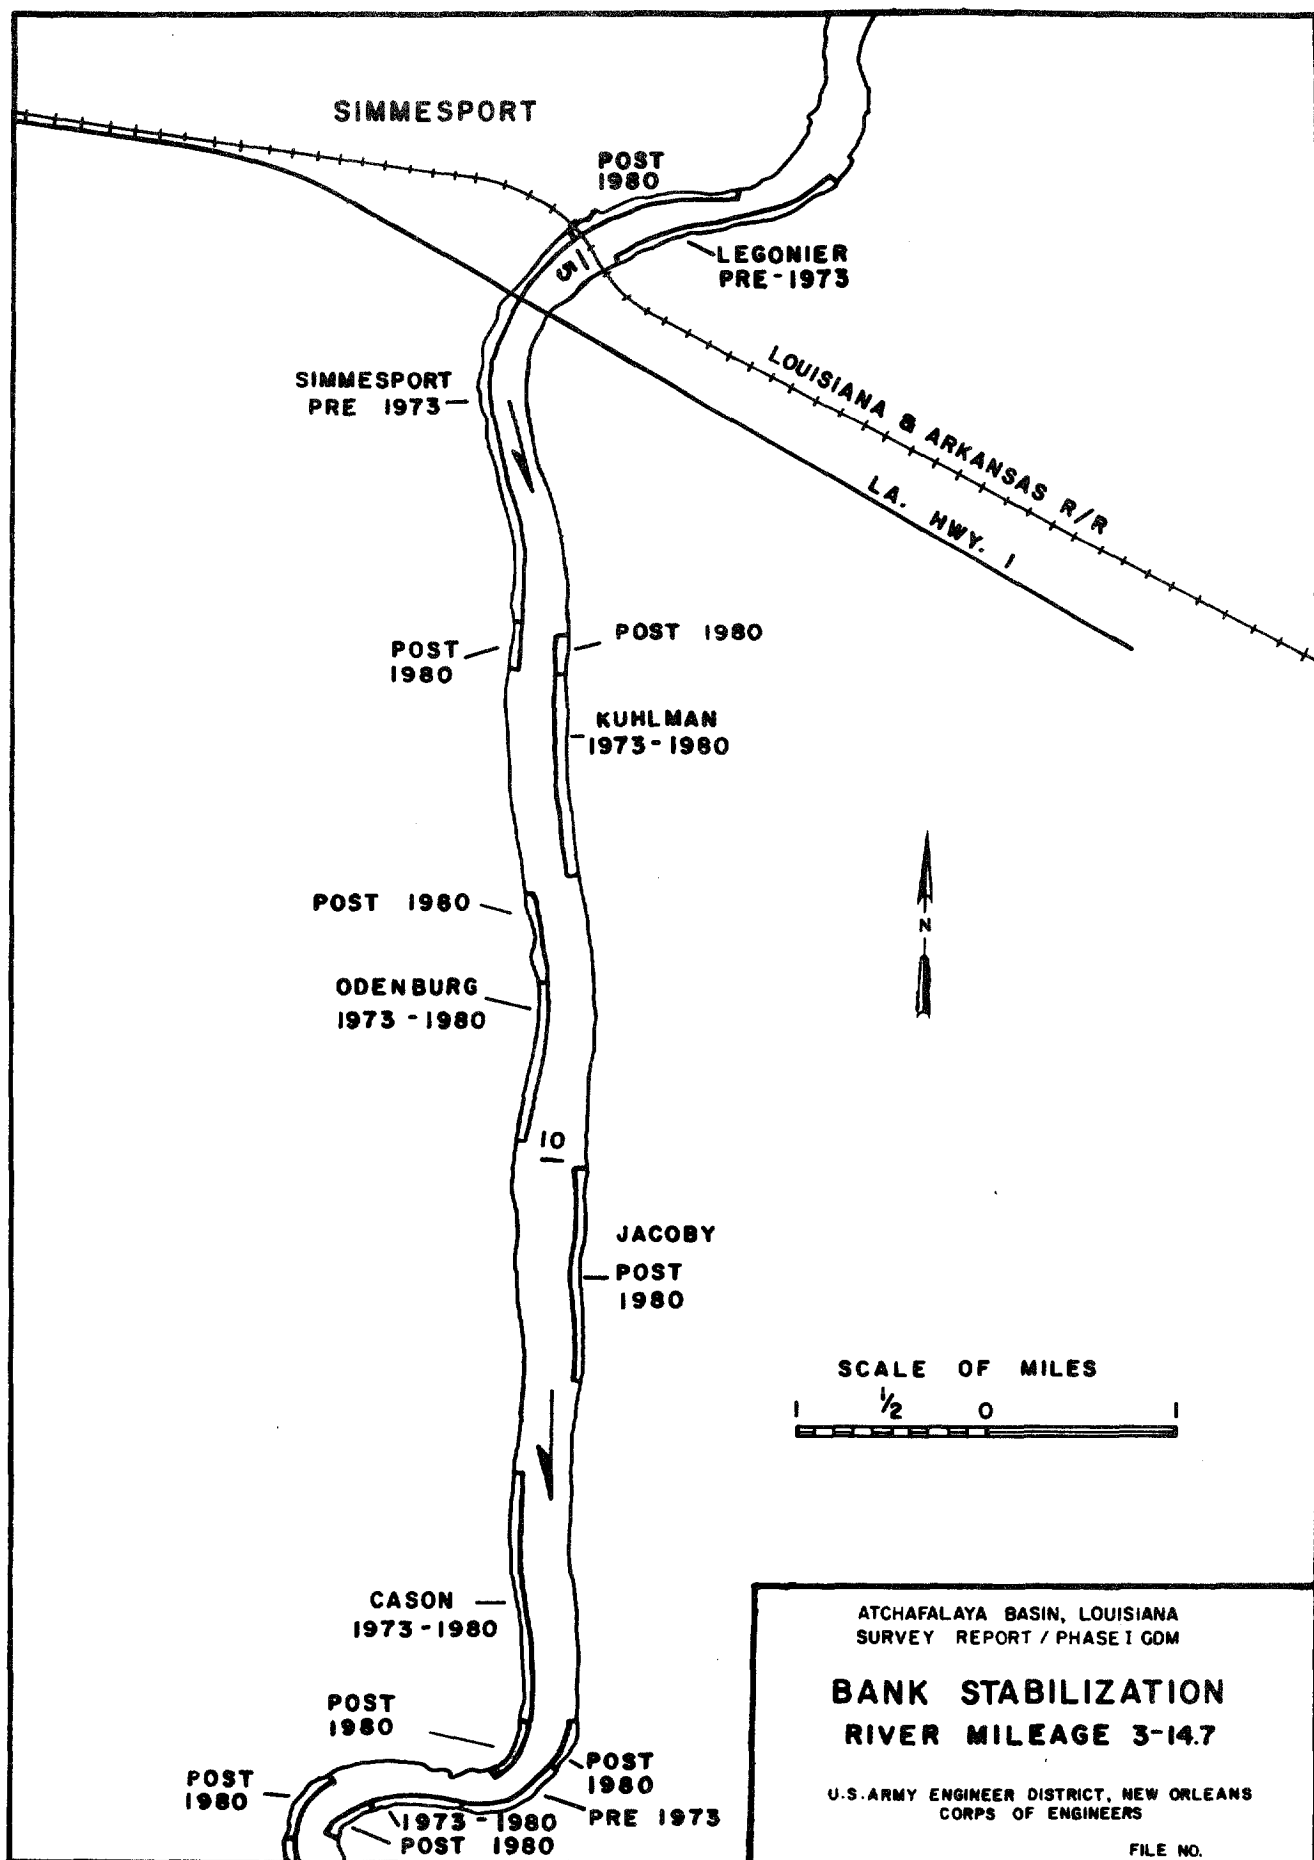 SIMMESPORT
POST
1980
LEGONIER
PRE-1973
5
LOUISIANA & ARKANSAS R/R
LA. HWY. 1
SIMMESPORT
PRE 1973
POST
1980
POST 1980
KUHLMAN
1973-1980
POST 1980
N
ODENBURG
1973-1980
10
JACOBY
POST
1980
SCALE OF MILES
1 1/2 0 1
CASON
1973-1980
POST
1980
POST
1980
POST
1980
1973-1980
PRE 1973
POST 1980
ATCHAFALAYA BASIN, LOUISIANA
SURVEY REPORT / PHASE I GDM
BANK STABILIZATION
RIVER MILEAGE 3-14.7
U.S. ARMY ENGINEER DISTRICT, NEW ORLEANS
CORPS OF ENGINEERS
FILE NO.